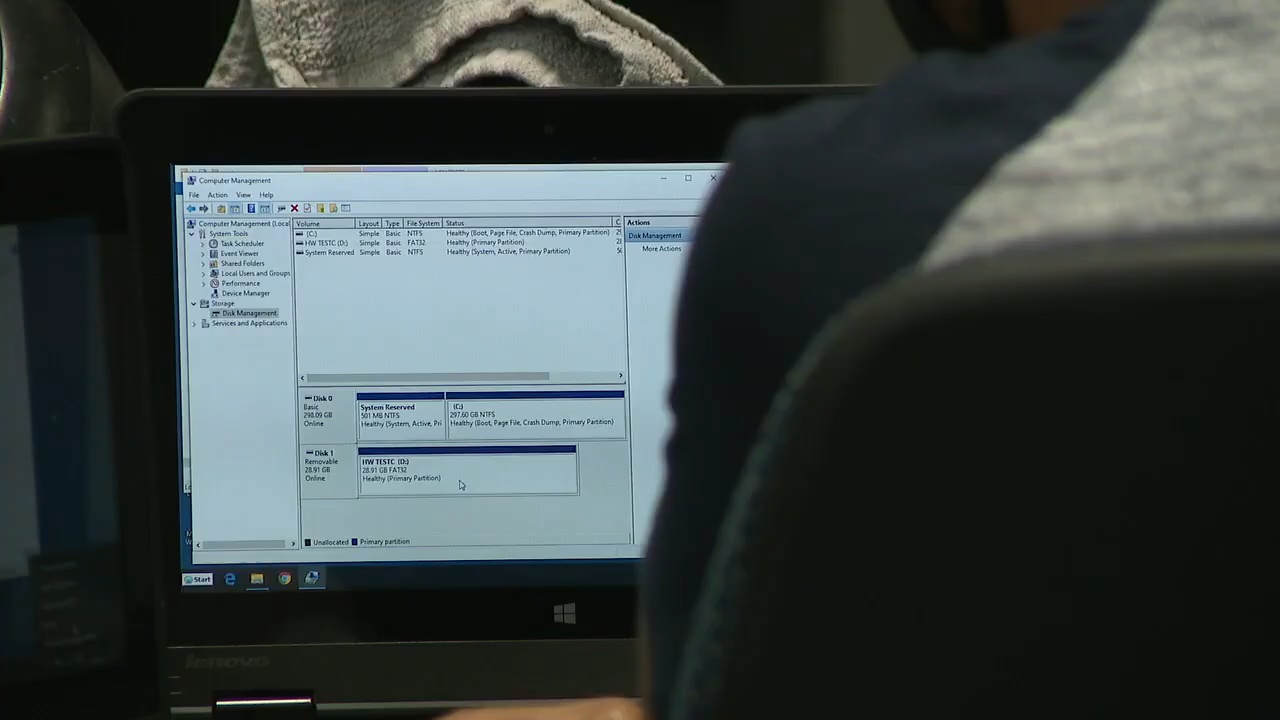 Computer Management
File Action View Help
Computer Management (Local
System Tools
Task Scheduler
Event Viewer
Shared Folders
Local Users and Groups
Performance
Device Manager
Storage
Disk Management
Services and Applications
Volume Layout Type File System Status C
(C:) Simple Basic NTFS Healthy (Boot, Page File, Crash Dump, Primary Partition)
HW TESTC (D:) Simple Basic FAT32 Healthy (Primary Partition)
System Reserved Simple Basic NTFS Healthy (System, Active, Primary Partition)
Actions
Disk Management
More Actions
Disk 0
Basic
298.09 GB
Online
System Reserved
501 MB NTFS
Healthy (System, Active, Pri
(C:)
297.60 GB NTFS
Healthy (Boot, Page File, Crash Dump, Primary Partition)
Disk 1
Removable
28.91 GB
Online
HW TESTC (D:)
28.91 GB FAT32
Healthy (Primary Partition)
Unallocated Primary partition
Start
lenovo